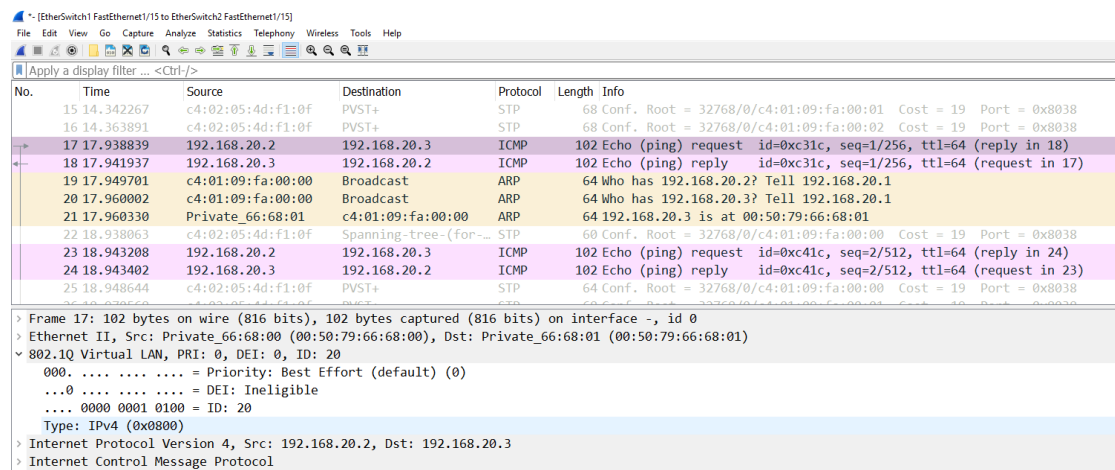 *- [EtherSwitch1 FastEthernet1/15 to EtherSwitch2 FastEthernet1/15]
File Edit View Go Capture Analyze Statistics Telephony Wireless Tools Help
Apply a display filter ... <Ctrl-/>
No. Time Source Destination Protocol Length Info
15 14.342267 c4:02:05:4d:f1:0f PVST+ STP 68 Conf. Root = 32768/0/c4:01:09:fa:00:01 Cost = 19 Port = 0x8038
16 14.363891 c4:02:05:4d:f1:0f PVST+ STP 68 Conf. Root = 32768/0/c4:01:09:fa:00:02 Cost = 19 Port = 0x8038
17 17.938839 192.168.20.2 192.168.20.3 ICMP 102 Echo (ping) request id=0xc31c, seq=1/256, ttl=64 (reply in 18)
18 17.941937 192.168.20.3 192.168.20.2 ICMP 102 Echo (ping) reply id=0xc31c, seq=1/256, ttl=64 (request in 17)
19 17.949701 c4:01:09:fa:00:00 Broadcast ARP 64 Who has 192.168.20.2? Tell 192.168.20.1
20 17.960002 c4:01:09:fa:00:00 Broadcast ARP 64 Who has 192.168.20.3? Tell 192.168.20.1
21 17.960330 Private_66:68:01 c4:01:09:fa:00:00 ARP 64 192.168.20.3 is at 00:50:79:66:68:01
22 18.938063 c4:02:05:4d:f1:0f Spanning-tree-(for-… STP 60 Conf. Root = 32768/0/c4:01:09:fa:00:00 Cost = 19 Port = 0x8038
23 18.943208 192.168.20.2 192.168.20.3 ICMP 102 Echo (ping) request id=0xc41c, seq=2/512, ttl=64 (reply in 24)
24 18.943402 192.168.20.3 192.168.20.2 ICMP 102 Echo (ping) reply id=0xc41c, seq=2/512, ttl=64 (request in 23)
25 18.948644 c4:02:05:4d:f1:0f PVST+ STP 64 Conf. Root = 32768/0/c4:01:09:fa:00:00 Cost = 19 Port = 0x8038
Frame 17: 102 bytes on wire (816 bits), 102 bytes captured (816 bits) on interface -, id 0
Ethernet II, Src: Private_66:68:00 (00:50:79:66:68:00), Dst: Private_66:68:01 (00:50:79:66:68:01)
802.1Q Virtual LAN, PRI: 0, DEI: 0, ID: 20
000. .... .... .... = Priority: Best Effort (default) (0)
...0 .... .... .... = DEI: Ineligible
.... 0000 0001 0100 = ID: 20
Type: IPv4 (0x0800)
Internet Protocol Version 4, Src: 192.168.20.2, Dst: 192.168.20.3
Internet Control Message Protocol